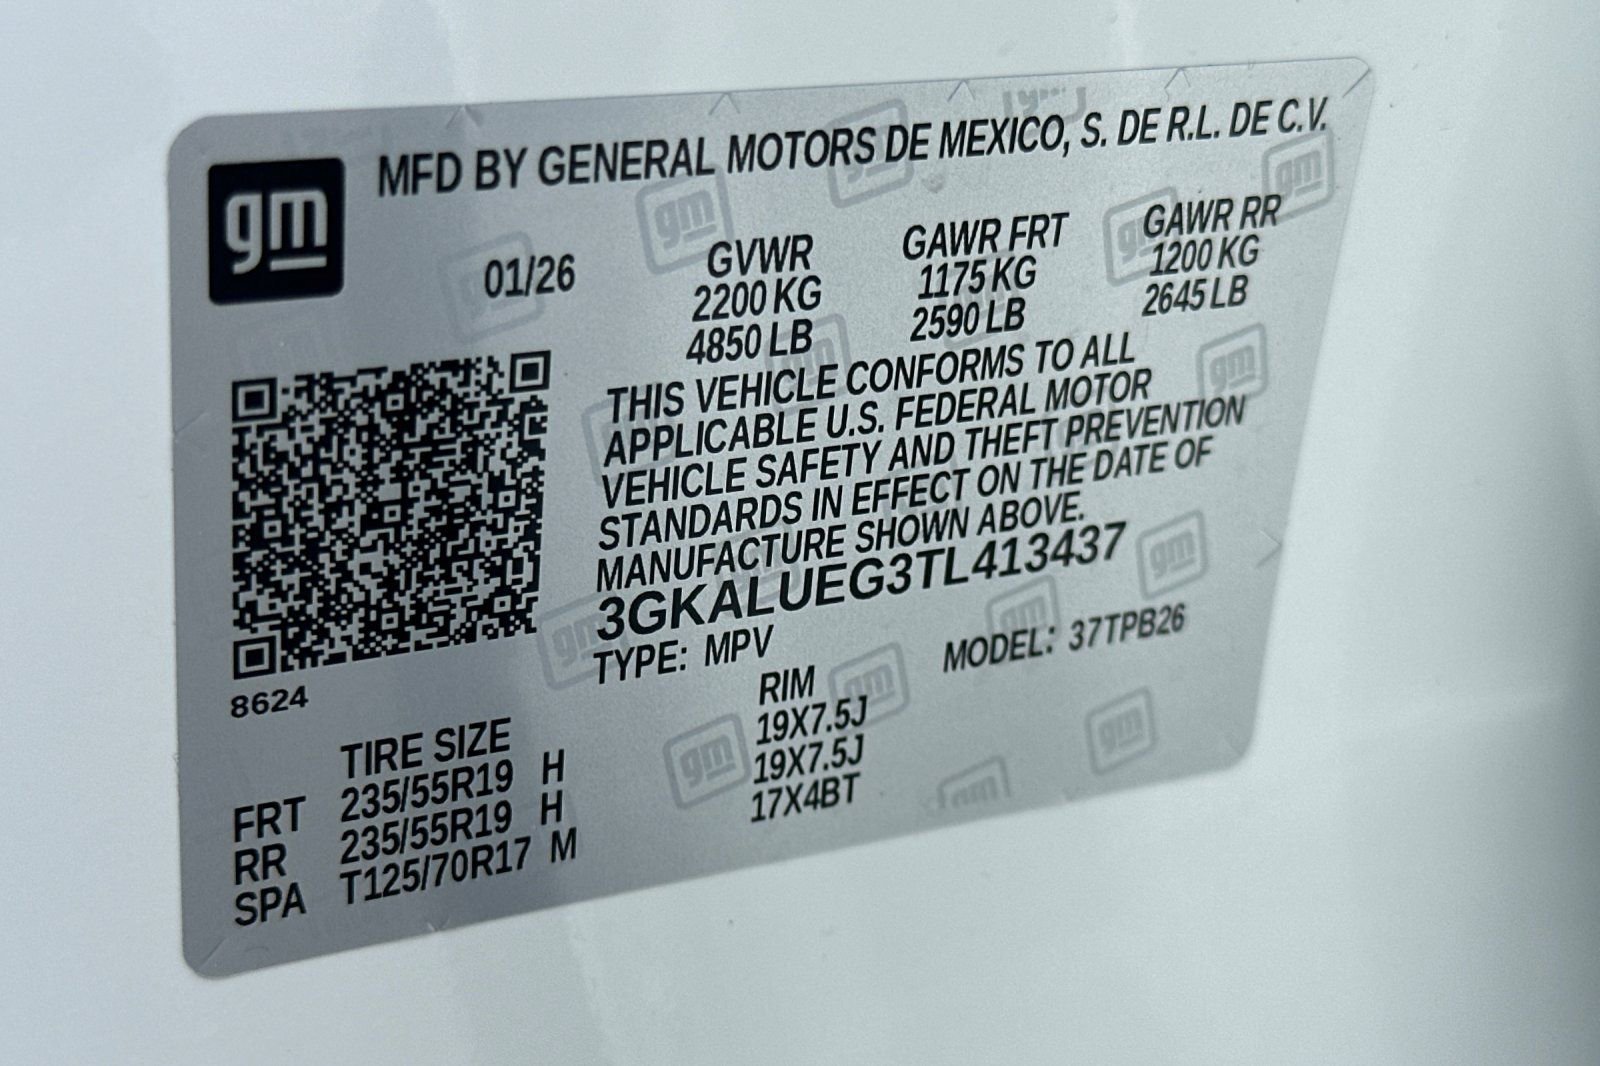 gm
MFD BY GENERAL MOTORS DE MEXICO, S. DE R.L. DE C.V.
01/26
GVWR
2200 KG
4850 LB
GAWR FRT
1175 KG
2590 LB
GAWR RR
1200 KG
2645 LB
THIS VEHICLE CONFORMS TO ALL
APPLICABLE U.S. FEDERAL MOTOR
VEHICLE SAFETY AND THEFT PREVENTION
STANDARDS IN EFFECT ON THE DATE OF
MANUFACTURE SHOWN ABOVE.
3GKALUEG3TL413437
TYPE: MPV MODEL: 37TPB26
8624
TIRE SIZE RIM
FRT 235/55R19 H 19X7.5J
RR 235/55R19 H 19X7.5J
SPA T125/70R17 M 17X4BT